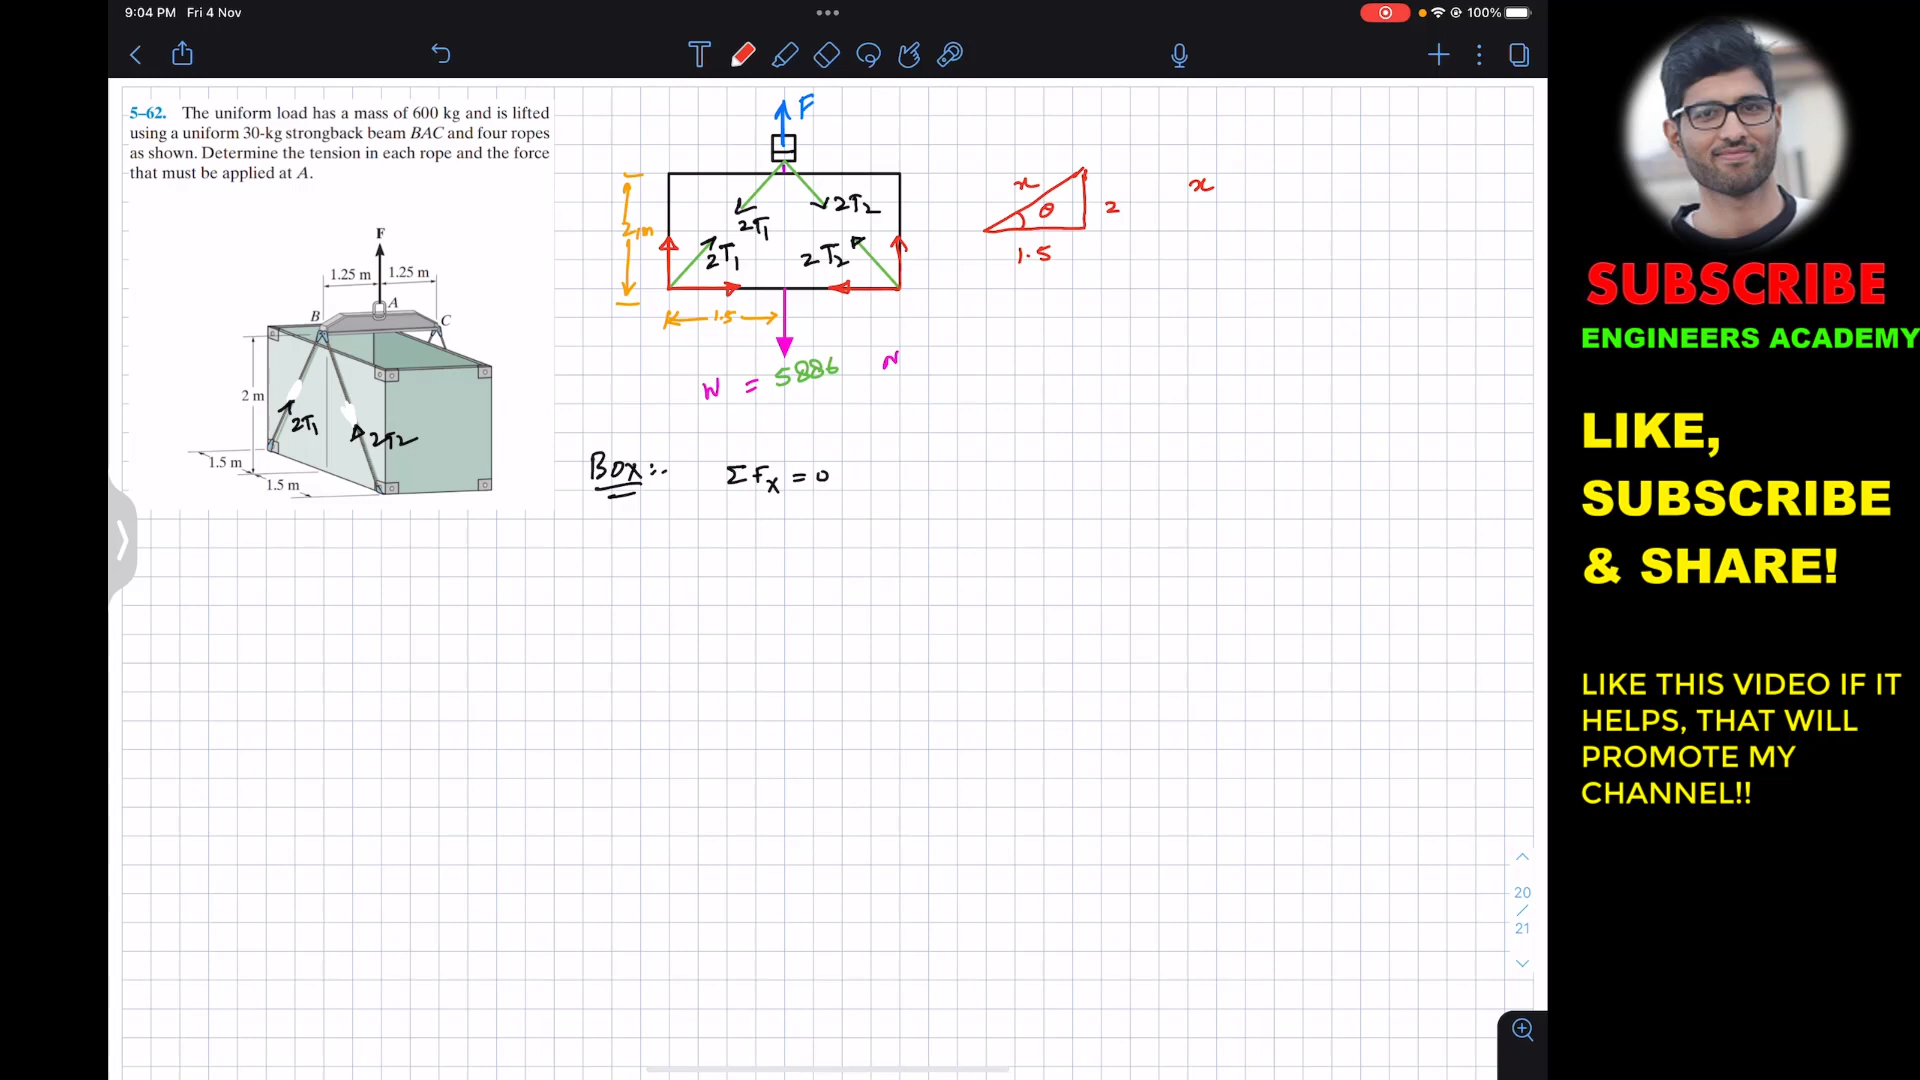 9:04 PM Fri 4 Nov
100%
5–62. The uniform load has a mass of 600 kg and is lifted
using a uniform 30-kg strongback beam BAC and four ropes
as shown. Determine the tension in each rope and the force
that must be applied at A.
F
1.25 m 1.25 m
A
B
C
2 m
2T1
2T2
1.5 m
1.5 m
F
2m
2T1
2T2
2T1
2T2
1.5
W = 5886 N
x
θ
2
1.5
x
Box:-
ΣFx = 0
20
/
21
SUBSCRIBE
ENGINEERS ACADEMY
LIKE,
SUBSCRIBE
& SHARE!
LIKE THIS VIDEO IF IT
HELPS, THAT WILL
PROMOTE MY
CHANNEL!!